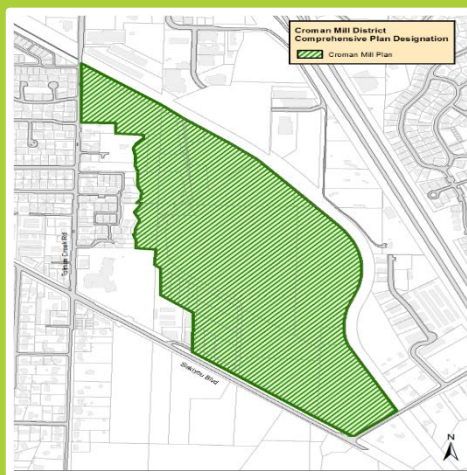 Croman Mill District
Comprehensive Plan Designation
Croman Mill Plan
Tolman Creek Rd
Siskiyou Blvd
N